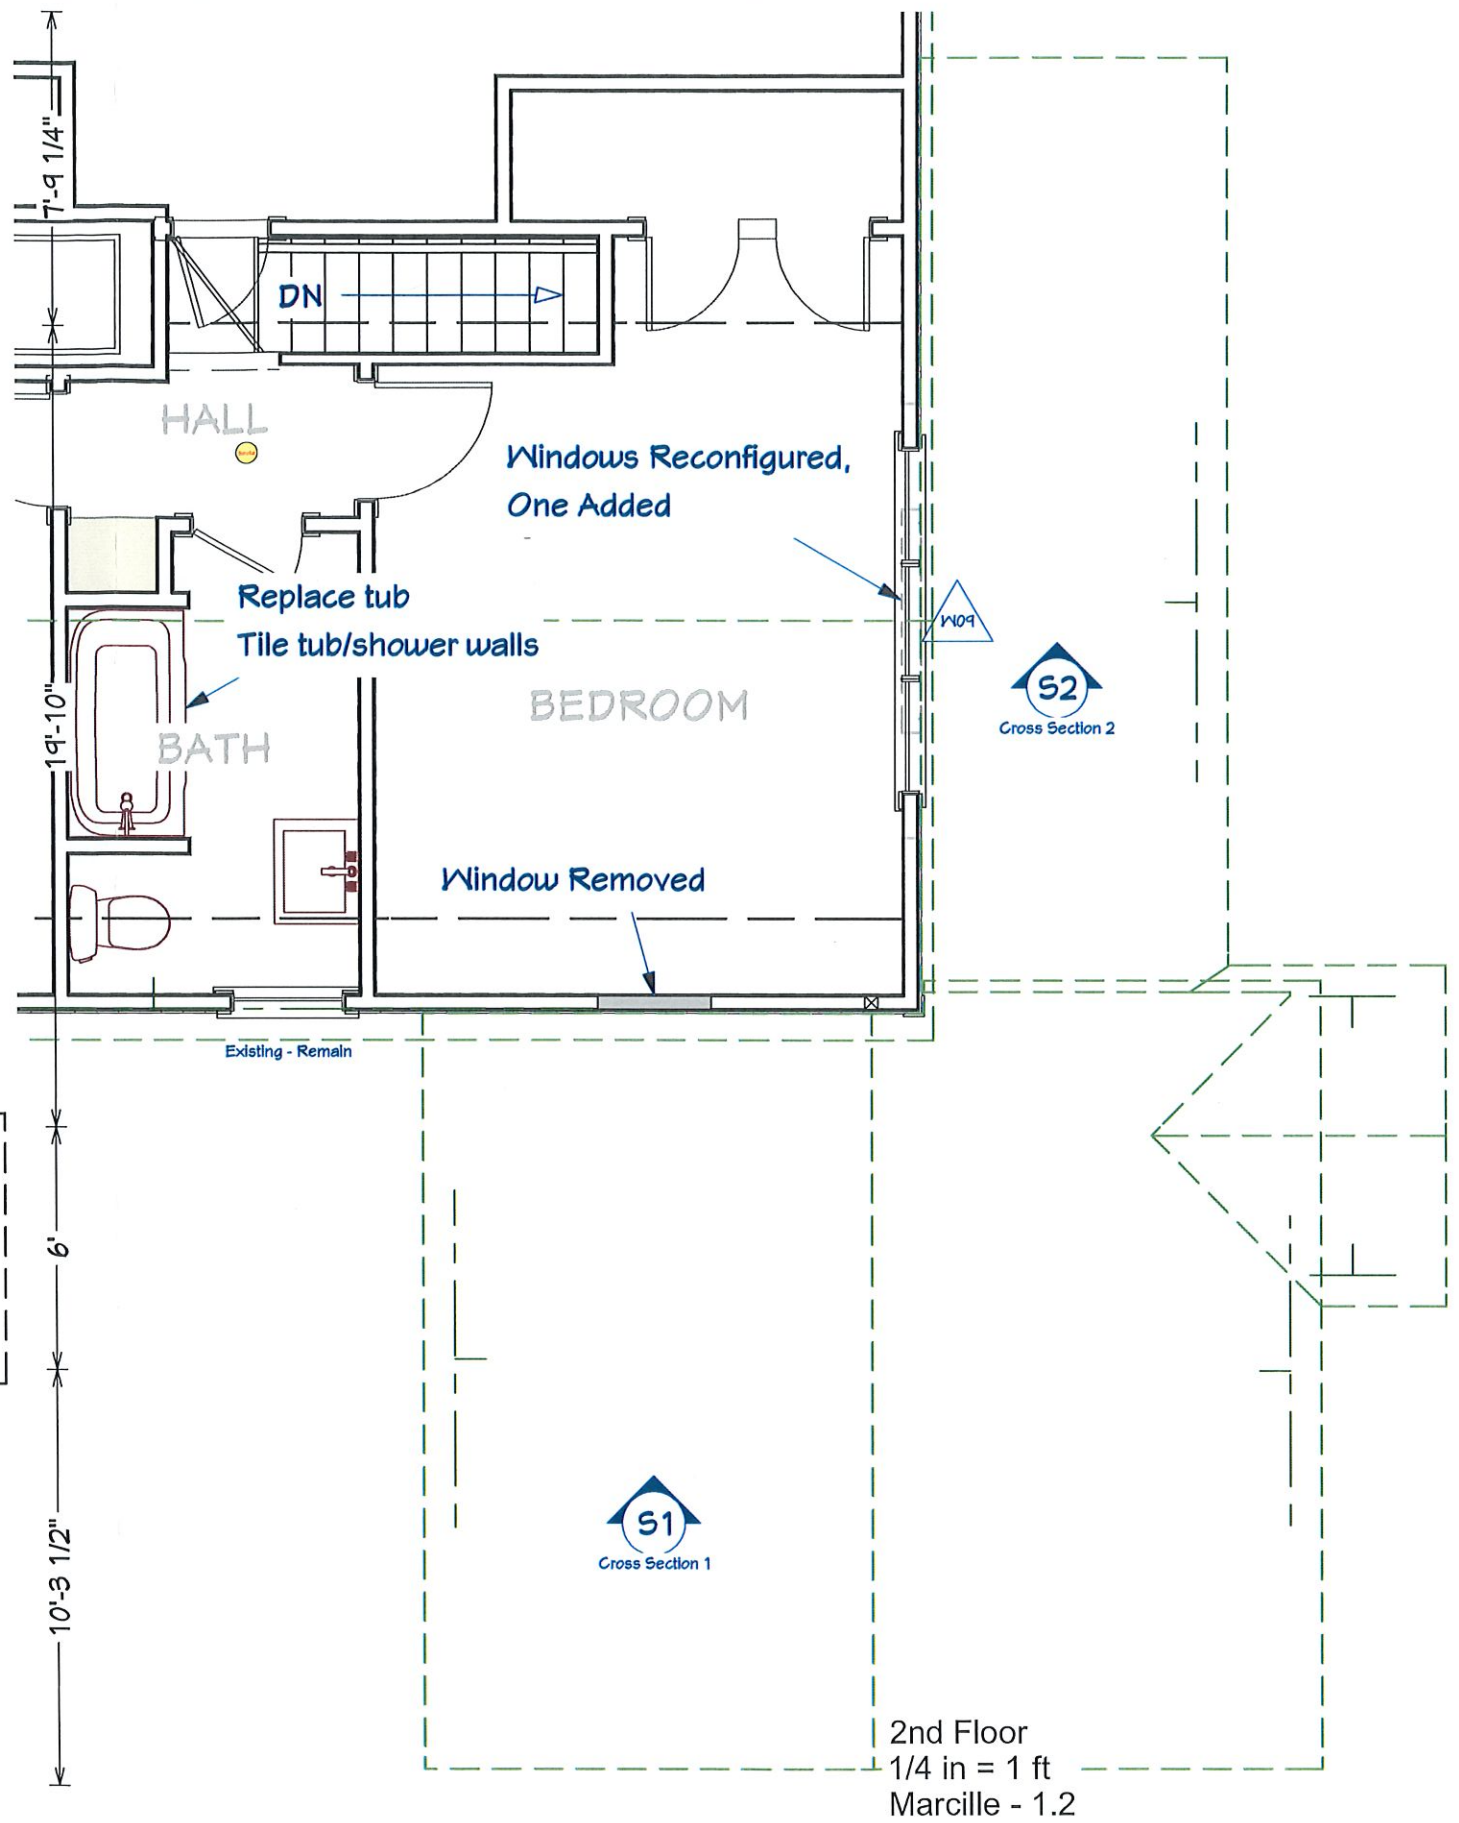 7'-9 1/4"
DN
HALL
Windows Reconfigured,
One Added
Replace tub
Tile tub/shower walls
W09
S2
Cross Section 2
BEDROOM
19'-10"
BATH
Window Removed
Existing - Remain
6'
10'-3 1/2"
S1
Cross Section 1
2nd Floor
1/4 in = 1 ft
Marcille - 1.2